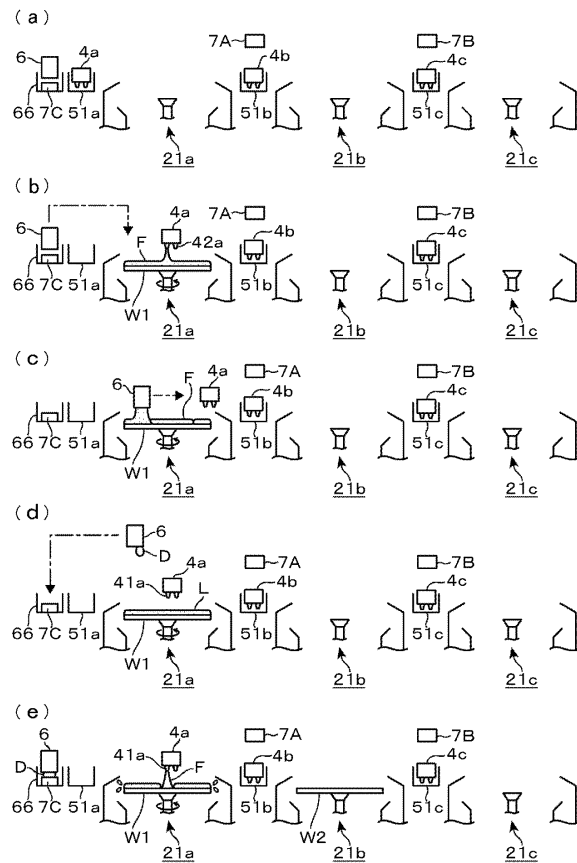 (a)
7A 7B
6 4a 4b 4c
66 7C 51a 51b 51c
21a 21b 21c
(b)
4a 7A 7B
6 F 42a 4b 4c
66 7C 51a 51b 51c
W1 21a 21b 21c
(c)
7A 7B
6 F 4a 4b 4c
66 7C 51a 51b 51c
W1 21a 21b 21c
(d)
6
D 4a 7A 7B
41a L 4b 4c
66 7C 51a 51b 51c
W1 21a 21b 21c
(e)
6 4a 7A 7B
D 41a F 4b 4c
66 7C 51a 51b 51c
W1 21a W2 21b 21c